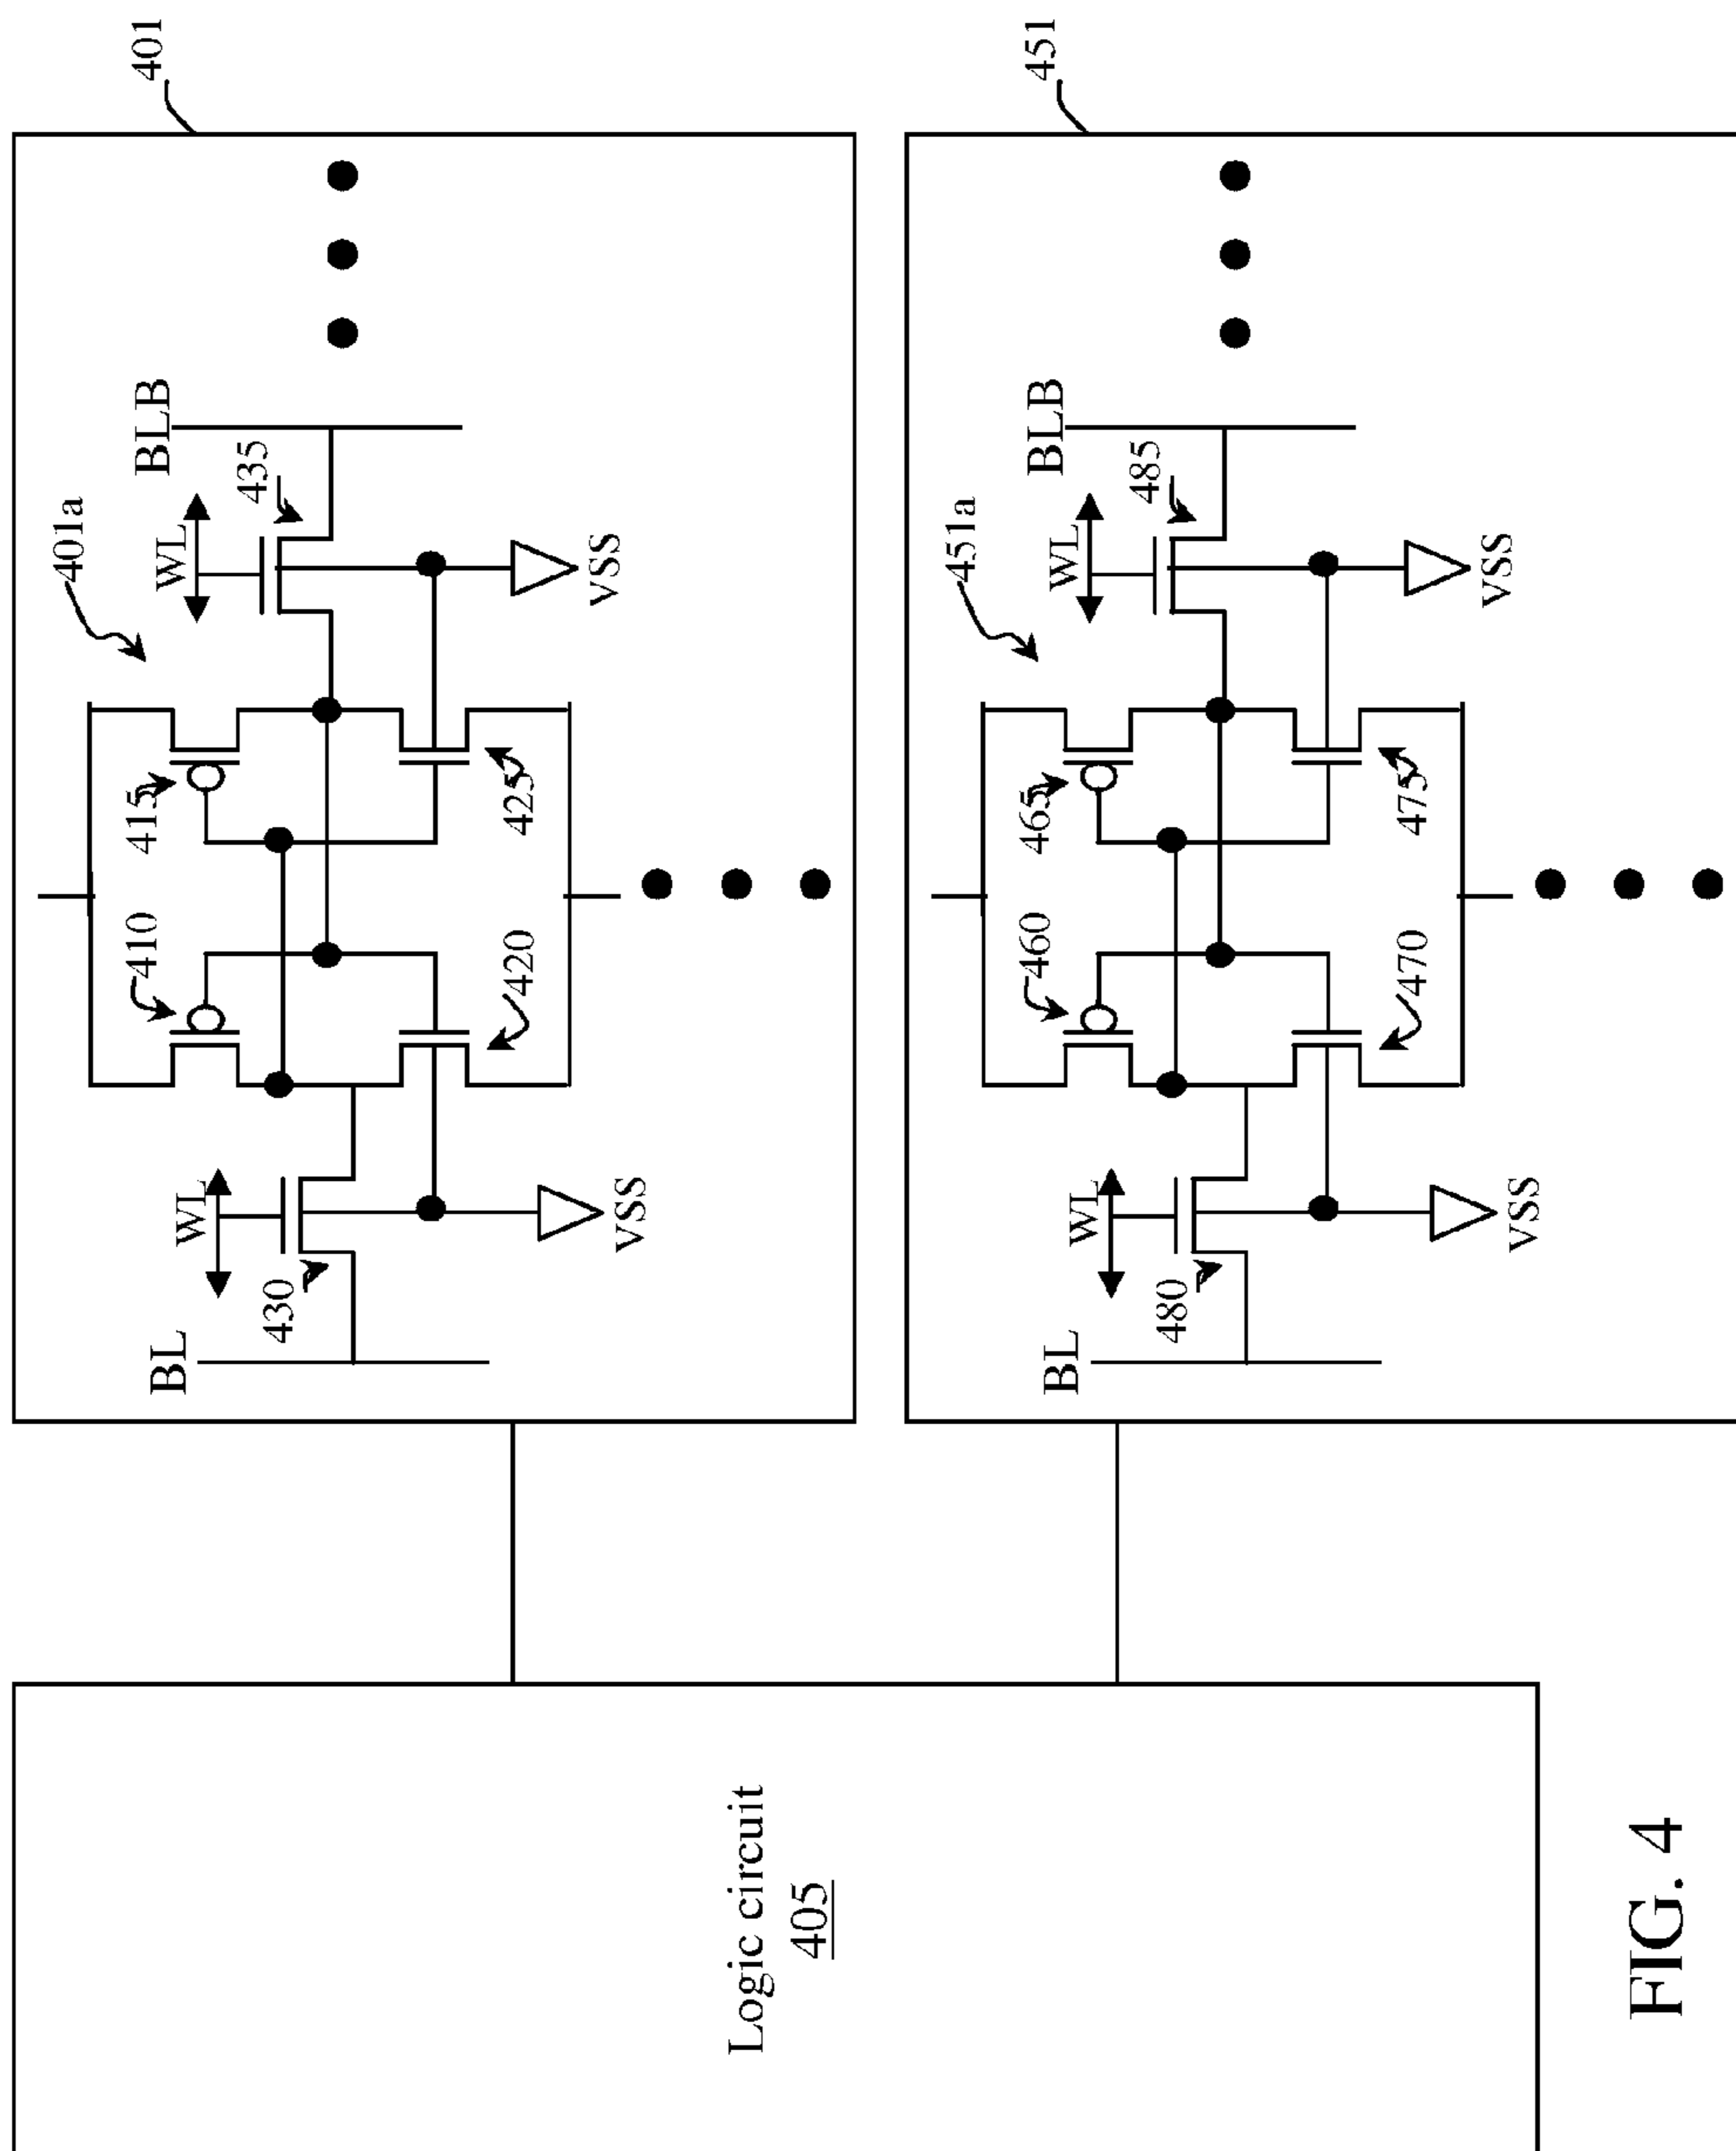 401
401a
BLB
WL
435
415
410
425
420
WL
430
BL
VSS
VSS
451
451a
BLB
WL
485
465
460
475
470
WL
480
BL
VSS
VSS
Logic circuit
405
FIG. 4